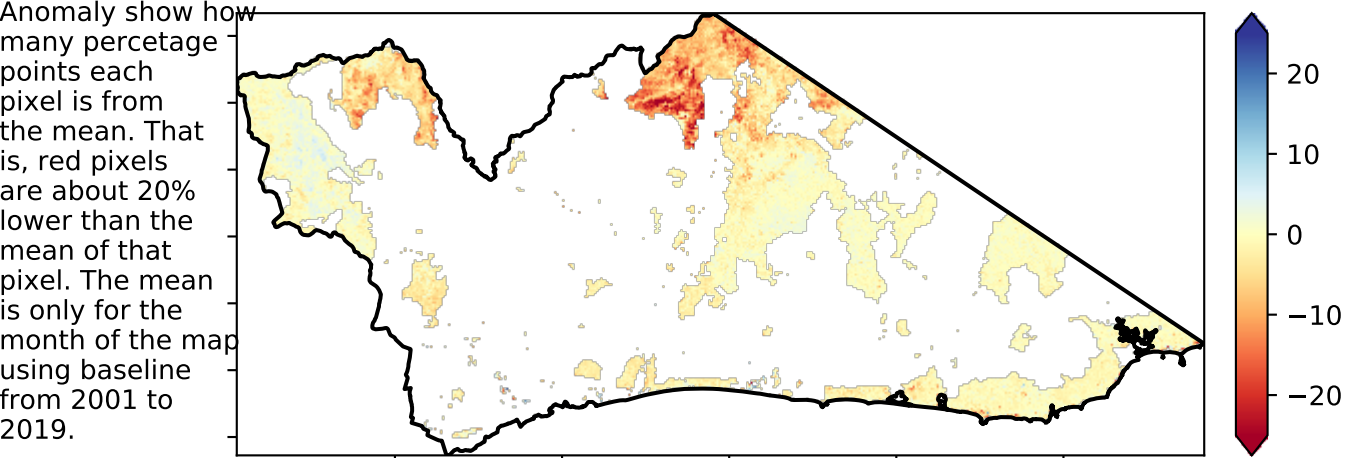 Anomaly show how
many percetage
points each
pixel is from
the mean. That
is, red pixels
are about 20%
lower than the
mean of that
pixel. The mean
is only for the
month of the map
using baseline
from 2001 to
2019.
20
10
0
−10
−20